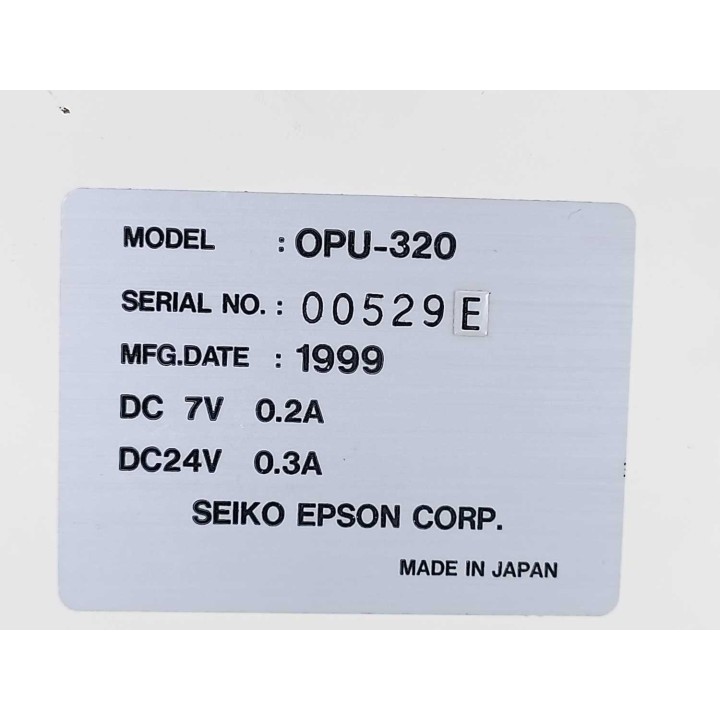 MODEL : OPU-320
SERIAL NO. : 00529 E
MFG.DATE : 1999
DC 7V 0.2A
DC24V 0.3A
SEIKO EPSON CORP.
MADE IN JAPAN